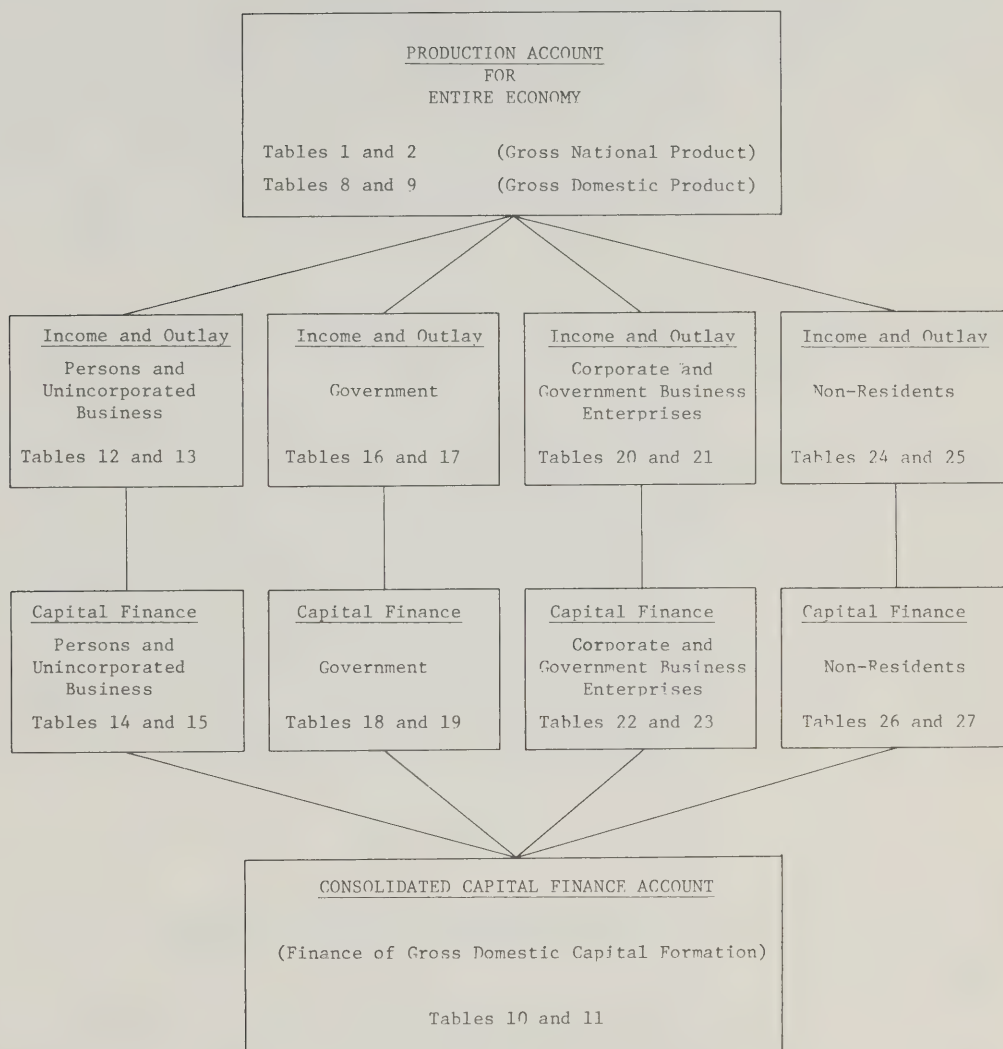 PRODUCTION ACCOUNT
FOR
ENTIRE ECONOMY
Tables 1 and 2 (Gross National Product)
Tables 8 and 9 (Gross Domestic Product)
Income and Outlay
Persons and
Unincorporated
Business
Tables 12 and 13
Income and Outlay
Government
Tables 16 and 17
Income and Outlay
Corporate and
Government Business
Enterprises
Tables 20 and 21
Income and Outlay
Non-Residents
Tables 24 and 25
Capital Finance
Persons and
Unincorporated
Business
Tables 14 and 15
Capital Finance
Government
Tables 18 and 19
Capital Finance
Corporate and
Government Business
Enterprises
Tables 22 and 23
Capital Finance
Non-Residents
Tables 26 and 27
CONSOLIDATED CAPITAL FINANCE ACCOUNT
(Finance of Gross Domestic Capital Formation)
Tables 10 and 11